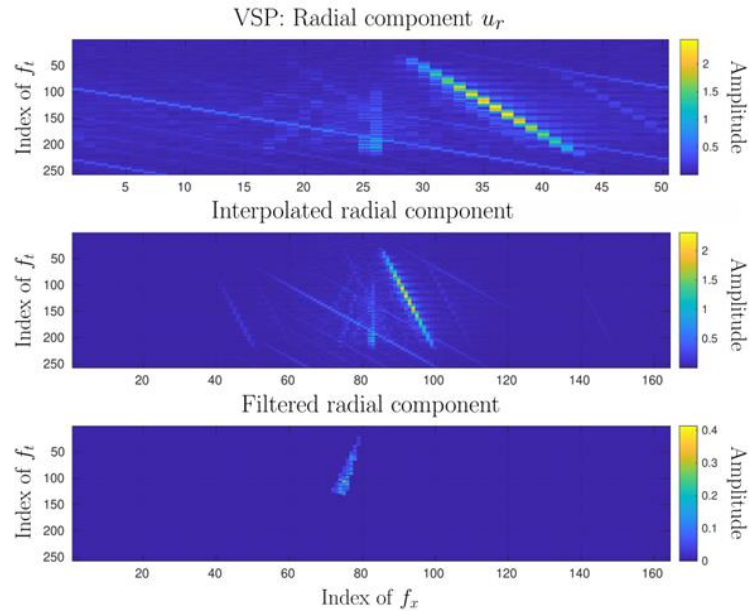 VSP: Radial component u_r
Index of f_t
50
100
150
200
250
5 10 15 20 25 30 35 40 45 50
2
1.5
1
0.5
Amplitude
Interpolated radial component
Index of f_t
50
100
150
200
250
20 40 60 80 100 120 140 160
2
1.5
1
0.5
Amplitude
Filtered radial component
Index of f_t
50
100
150
200
250
20 40 60 80 100 120 140 160
0.4
0.3
0.2
0.1
0
Amplitude
Index of f_x